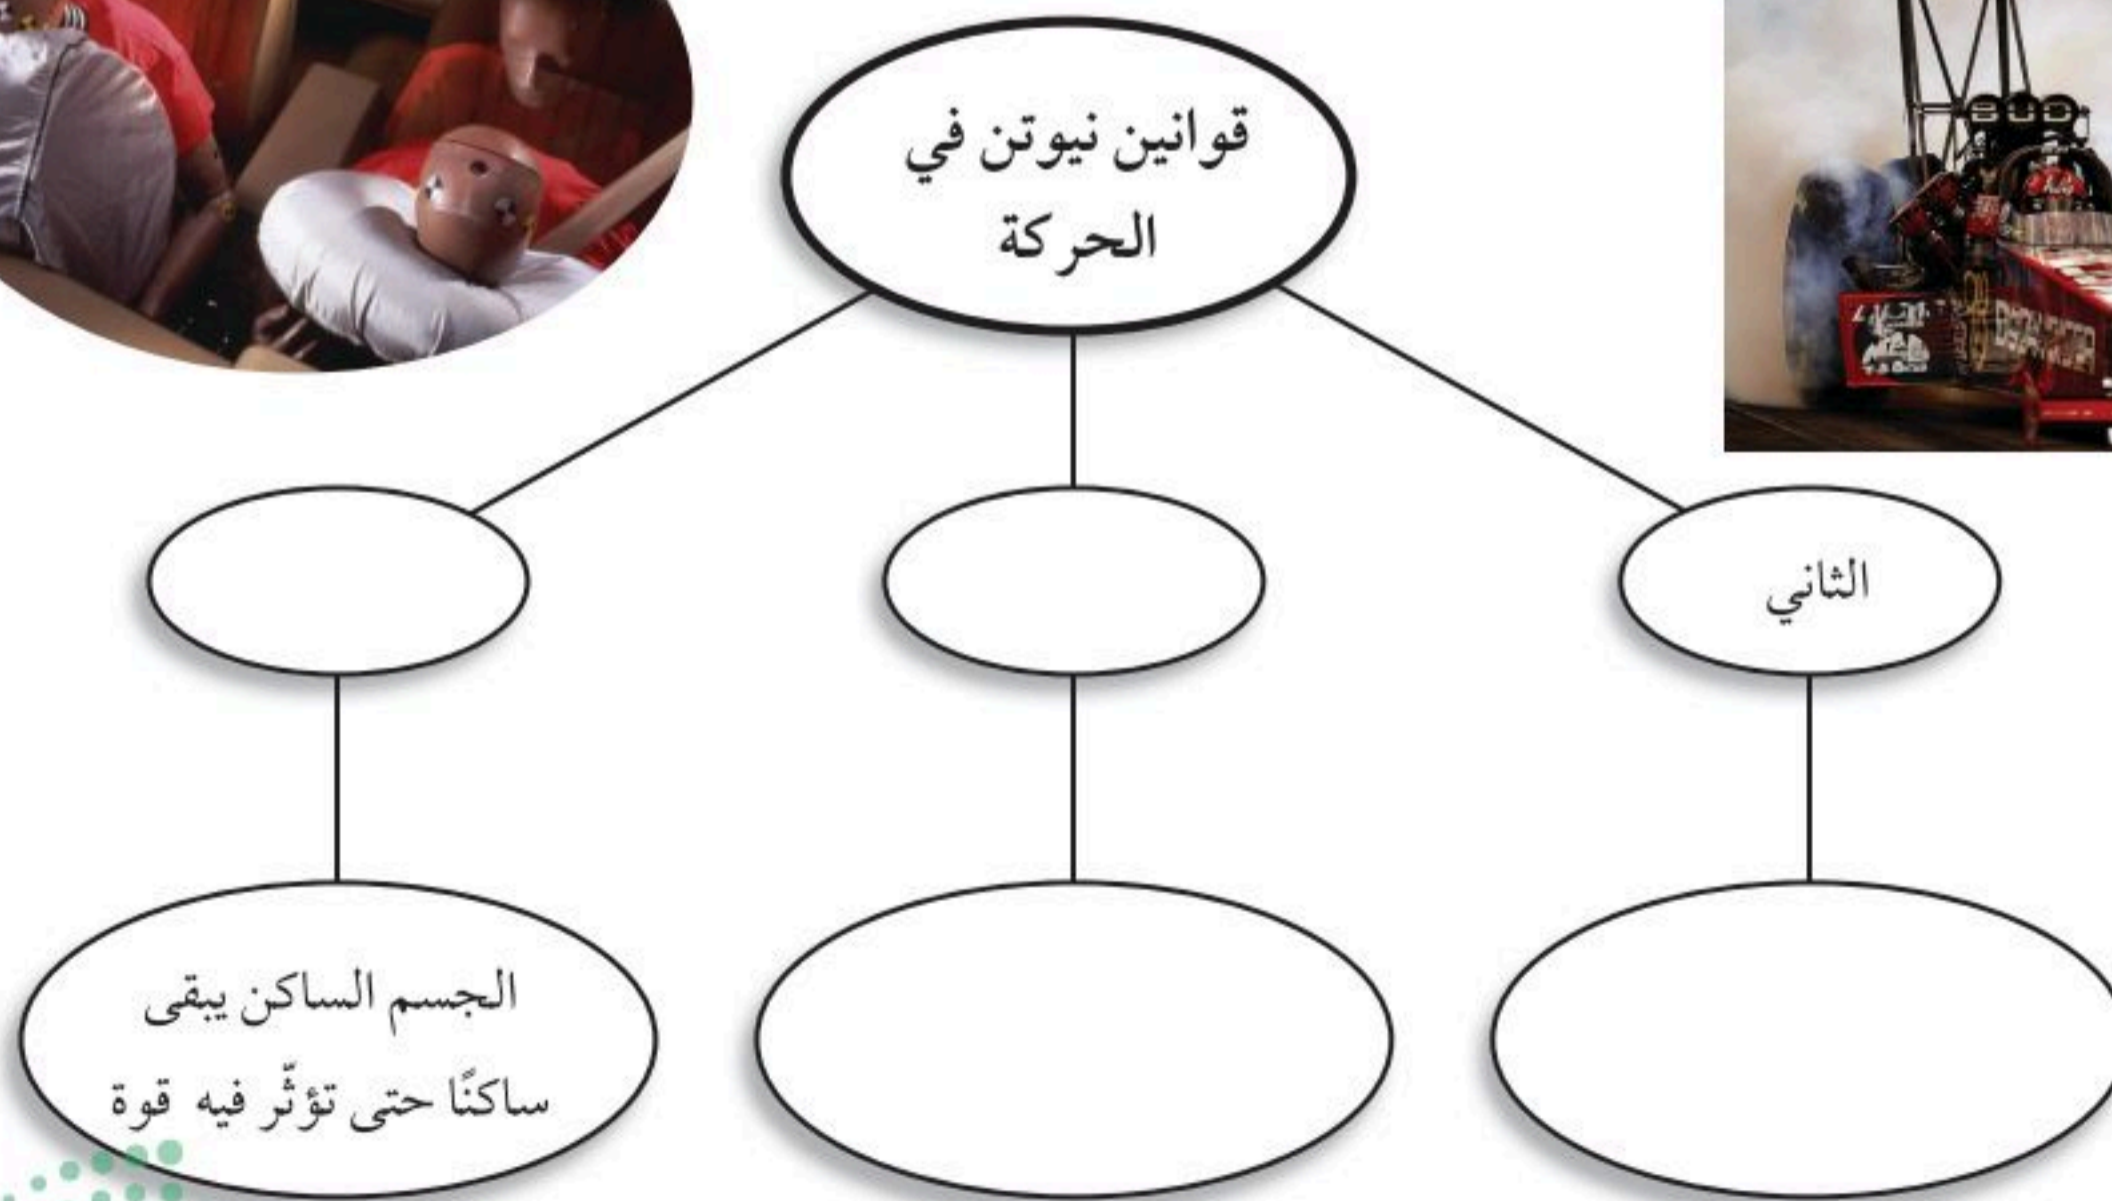 قوانين نيوتن في
الحركة
الثاني
الجسم الساكن يبقى
ساكنًا حتى تؤثّر فيه قوة